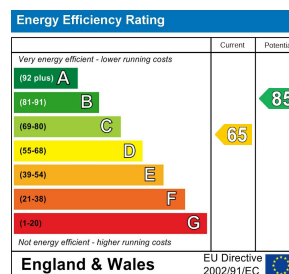 Energy Efficiency Rating
Current
Very energy efficient - lower running costs
(92 plus) A
(81-91) B
85
(69-80) C
65
(55-68) D
(39-54) E
(21-38) F
(1-20) G
Not energy efficient - higher running costs
England & Wales
EU Directive
2002/91/EC